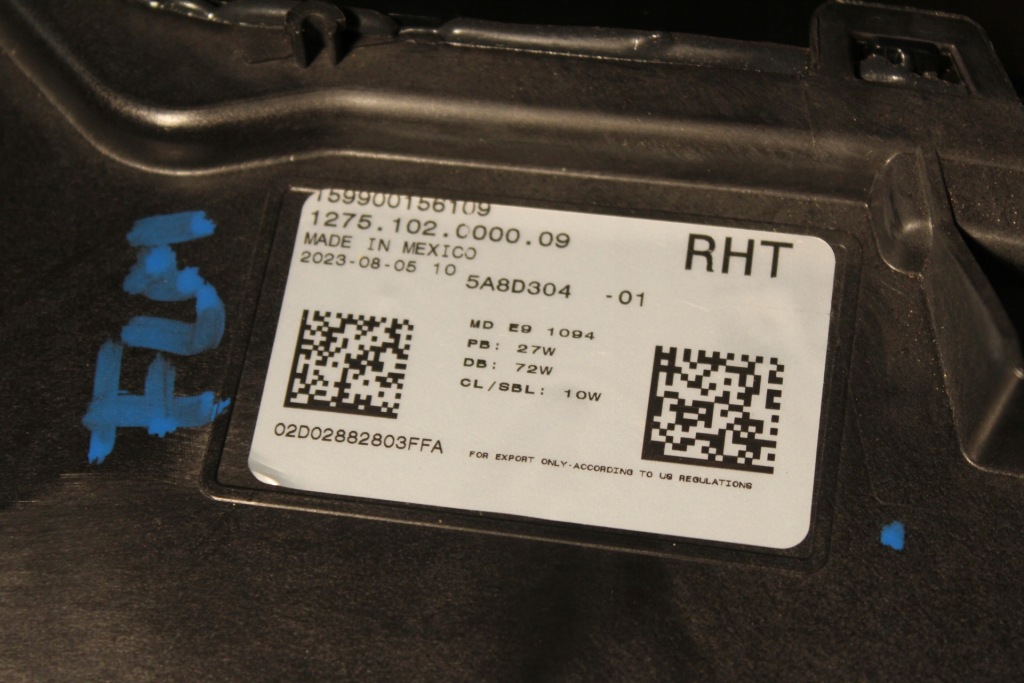 159900156109
1275.102.0000.09
MADE IN MEXICO
2023-08-05 10
RHT
5A8D304 -01
MD E9 1094
PB: 27W
DB: 72W
CL/SBL: 10W
02D02882803FFA
FOR EXPORT ONLY-ACCORDING TO US REGULATIONS